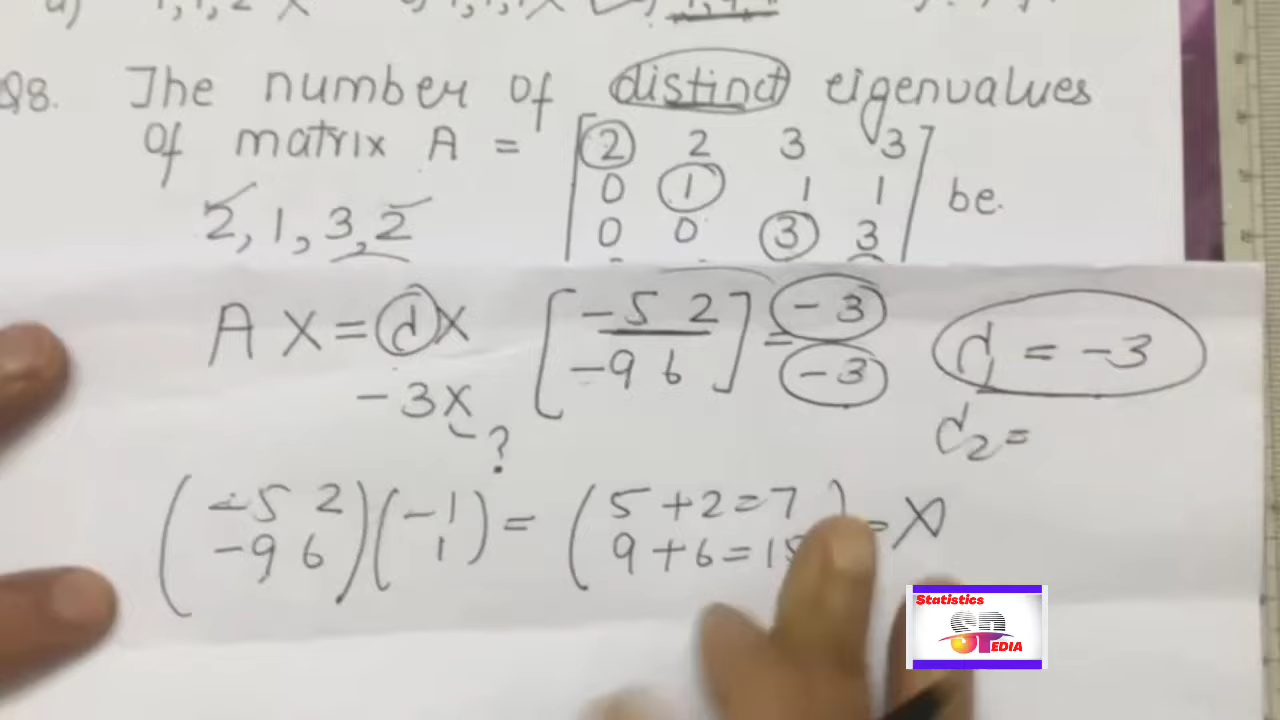 Q8. The number of distinct eigenvalues
of matrix A = [2 2 3 3
0 1 1 1 be.
0 0 3 3
2, 1, 3, 2
AX = dX [-5 2 = -3 d1 = -3
-9 6] -3
-3X d2 =
?
(-5 2 (-1 = (5 + 2 = 7 ) = X
-9 6) 1) 9 + 6 = 15
Statistics
EDIA